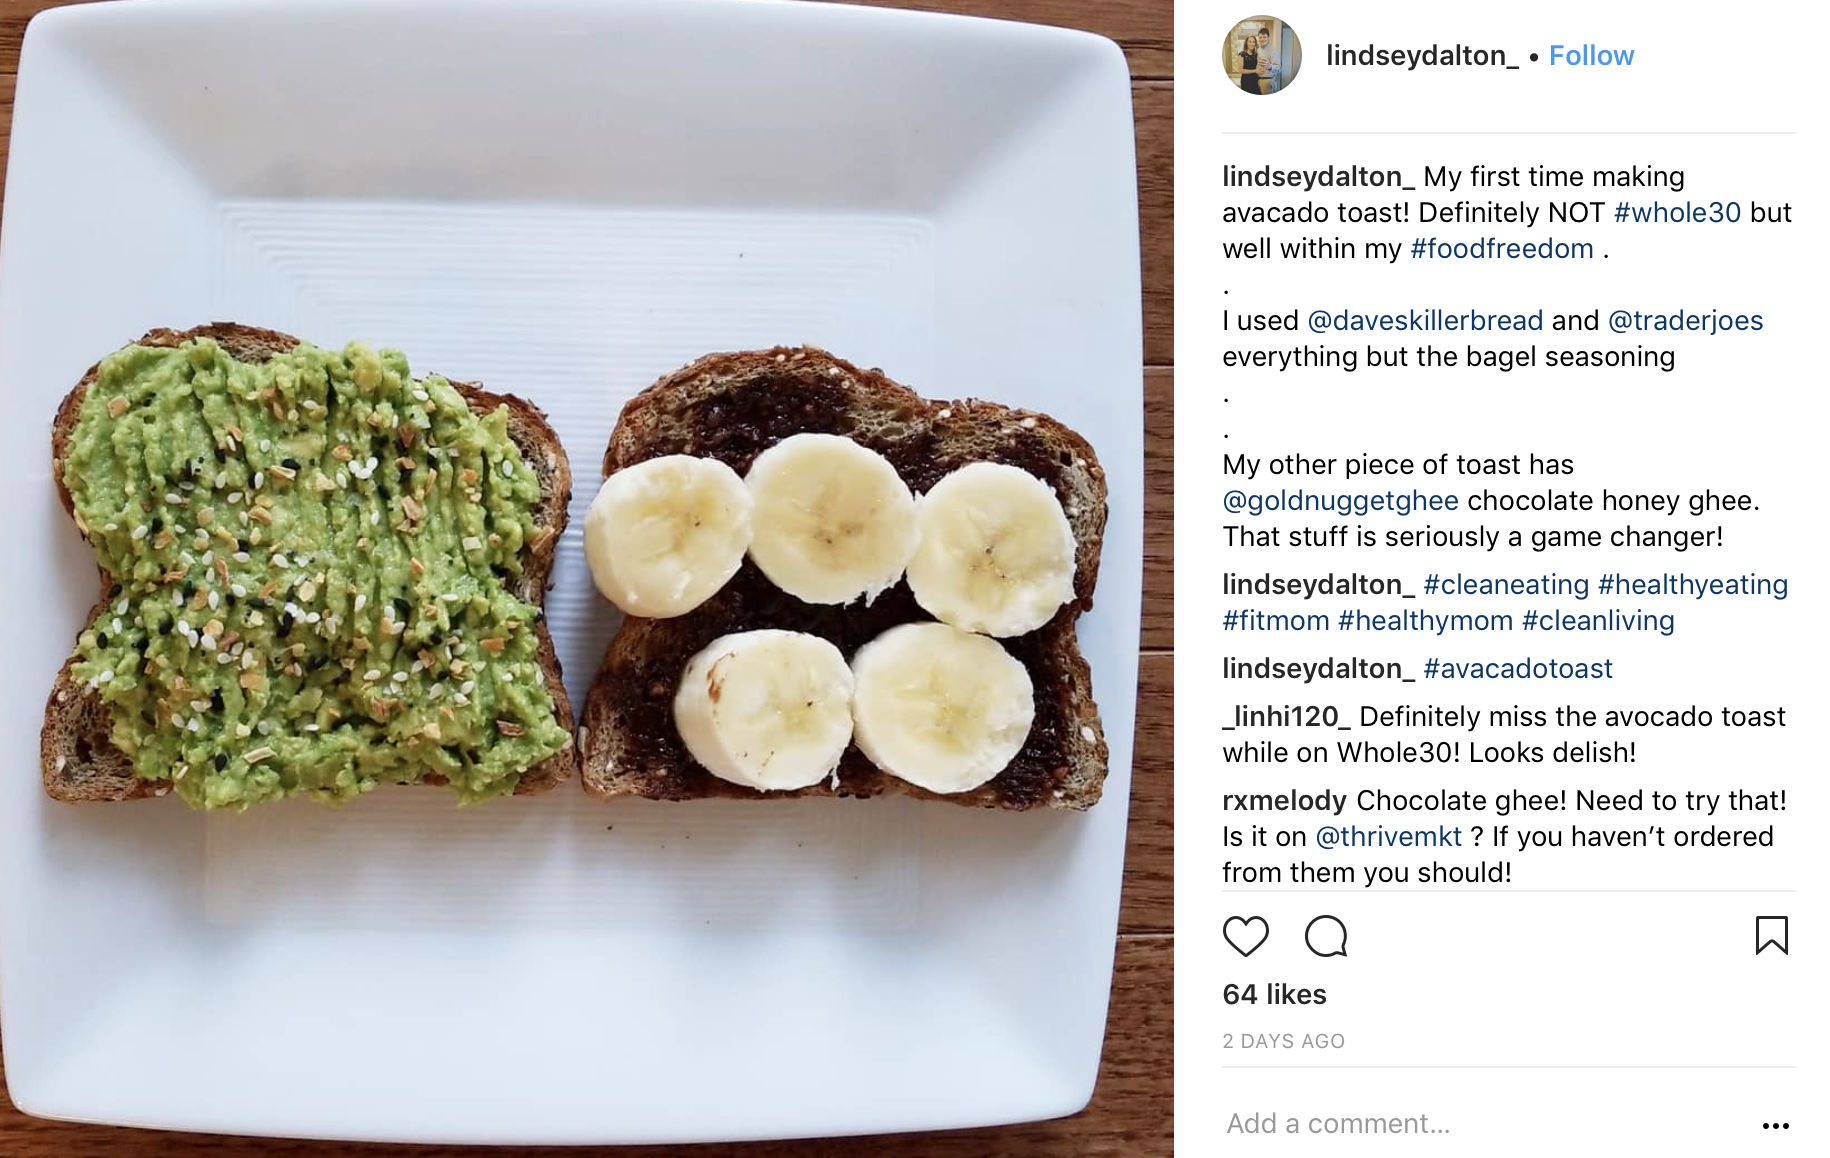 lindseydalton_ • Follow
lindseydalton_ My first time making
avacado toast! Definitely NOT #whole30 but
well within my #foodfreedom .
.
I used @daveskillerbread and @traderjoes
everything but the bagel seasoning
.
.
My other piece of toast has
@goldnuggetghee chocolate honey ghee.
That stuff is seriously a game changer!
lindseydalton_ #cleaneating #healthyeating
#fitmom #healthymom #cleanliving
lindseydalton_ #avacadotoast
_linhi120_ Definitely miss the avocado toast
while on Whole30! Looks delish!
rxmelody Chocolate ghee! Need to try that!
Is it on @thrivemkt ? If you haven’t ordered
from them you should!
64 likes
2 DAYS AGO
Add a comment...